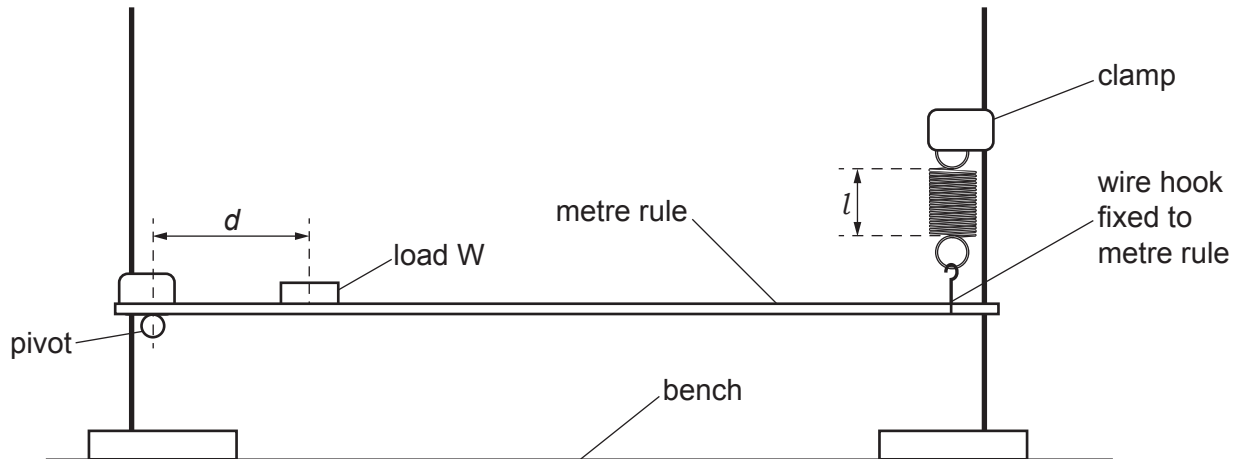 clamp
d
l
wire hook
fixed to
metre rule
metre rule
load W
pivot
bench